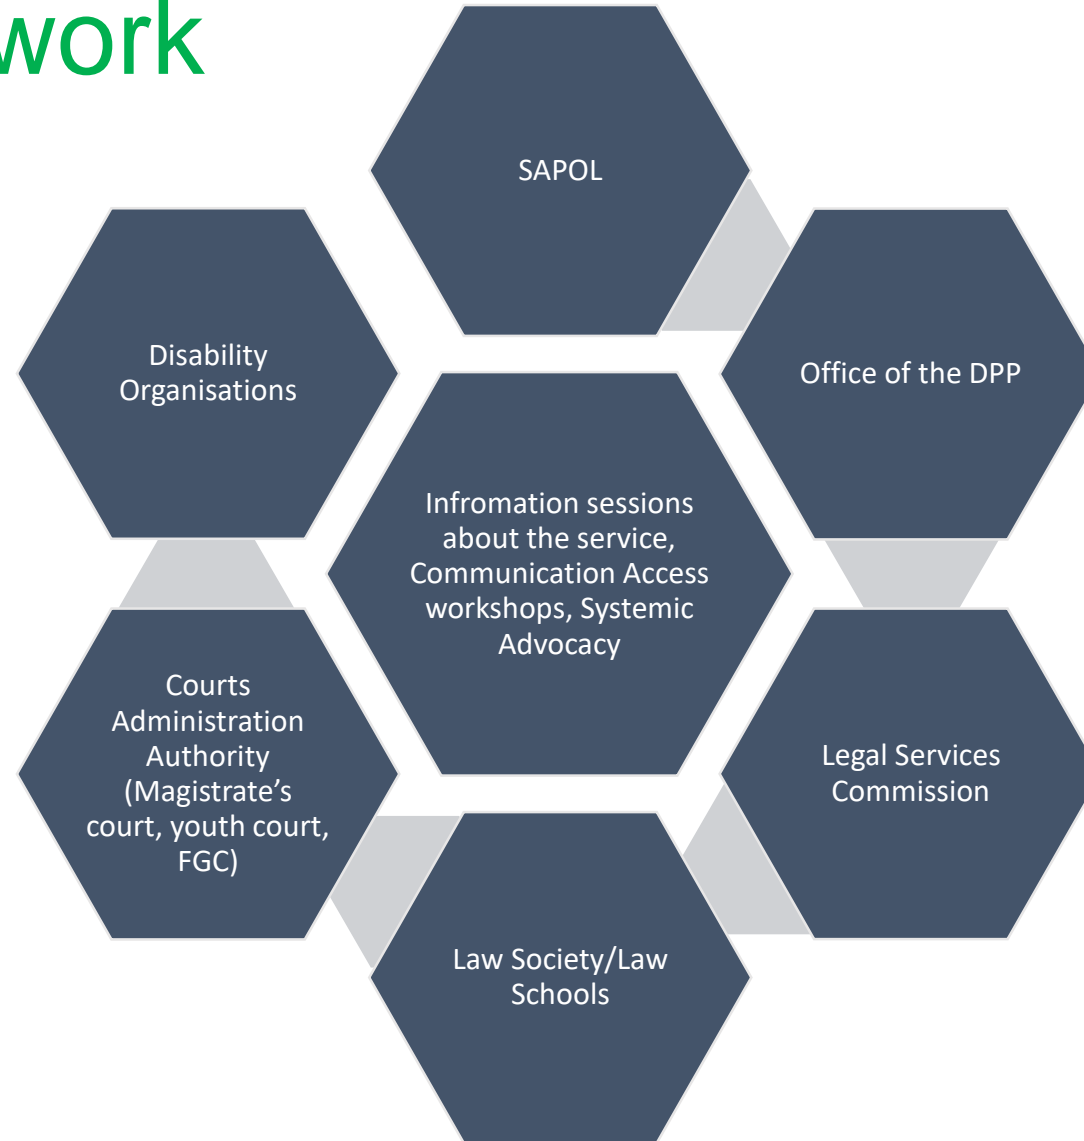 work
SAPOL
Office of the DPP
Disability
Organisations
Infromation sessions
about the service,
Communication Access
workshops, Systemic
Advocacy
Legal Services
Commission
Courts
Administration
Authority
(Magistrate’s
court, youth court,
FGC)
Law Society/Law
Schools